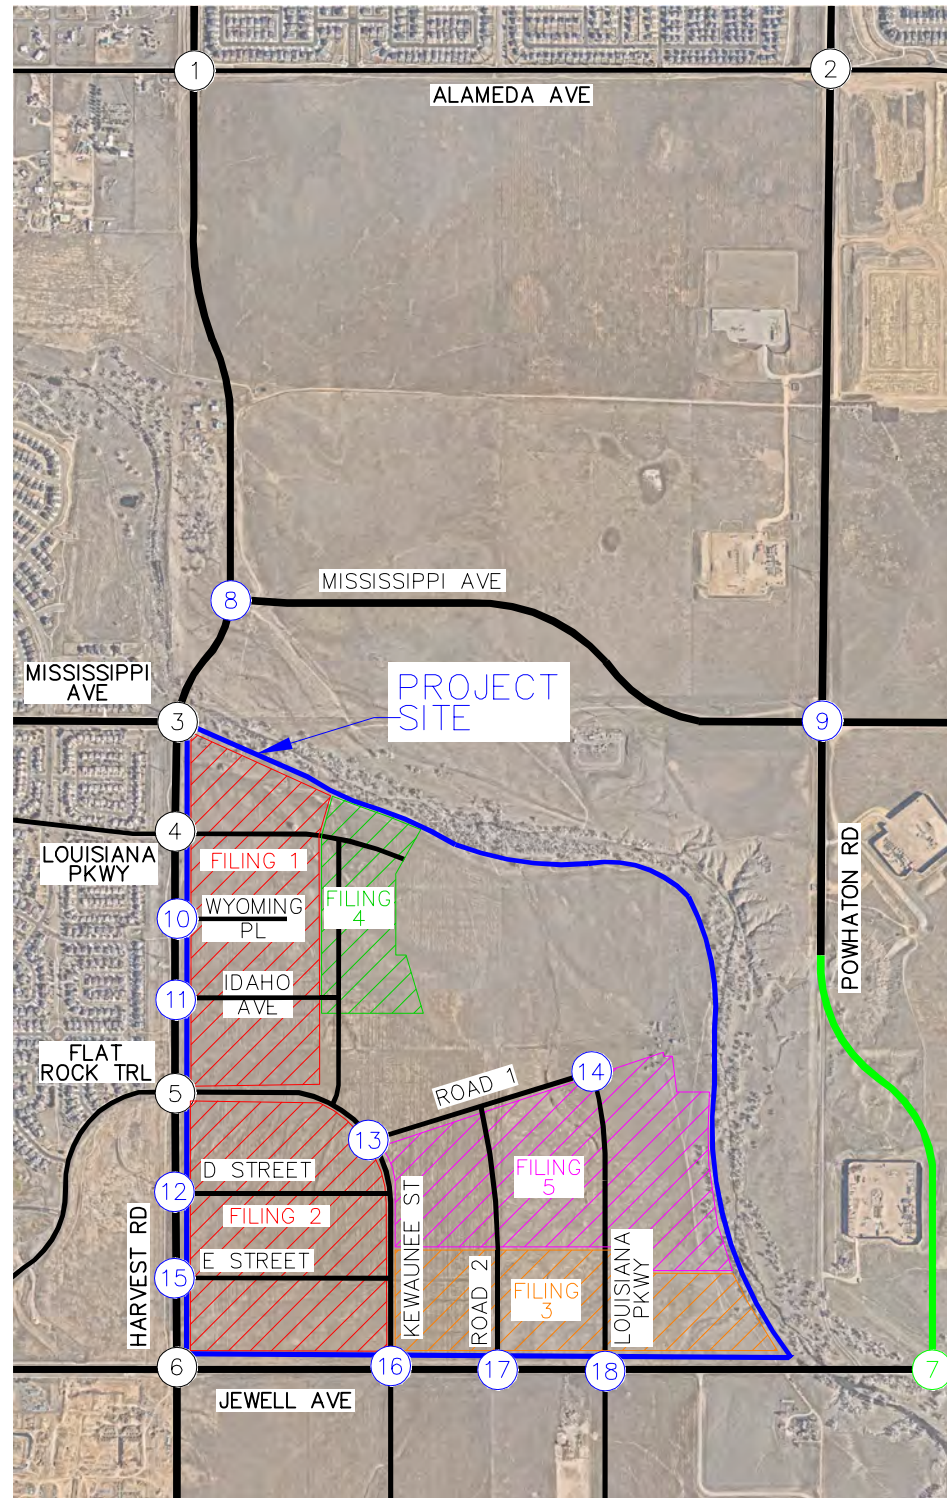 1
2
ALAMEDA AVE
8
MISSISSIPPI AVE
MISSISSIPPI
AVE
PROJECT
SITE
3
9
4
LOUISIANA
PKWY
FILING 1
FILING
4
WYOMING
PL
10
POWHATON RD
IDAHO
AVE
11
FLAT
ROCK TRL
5
ROAD 1
14
13
D STREET
12
FILING
5
FILING 2
KEWAUNEE ST
HARVEST RD
E STREET
15
ROAD 2
FILING
3
LOUISIANA
PKWY
6
16
17
18
7
JEWELL AVE